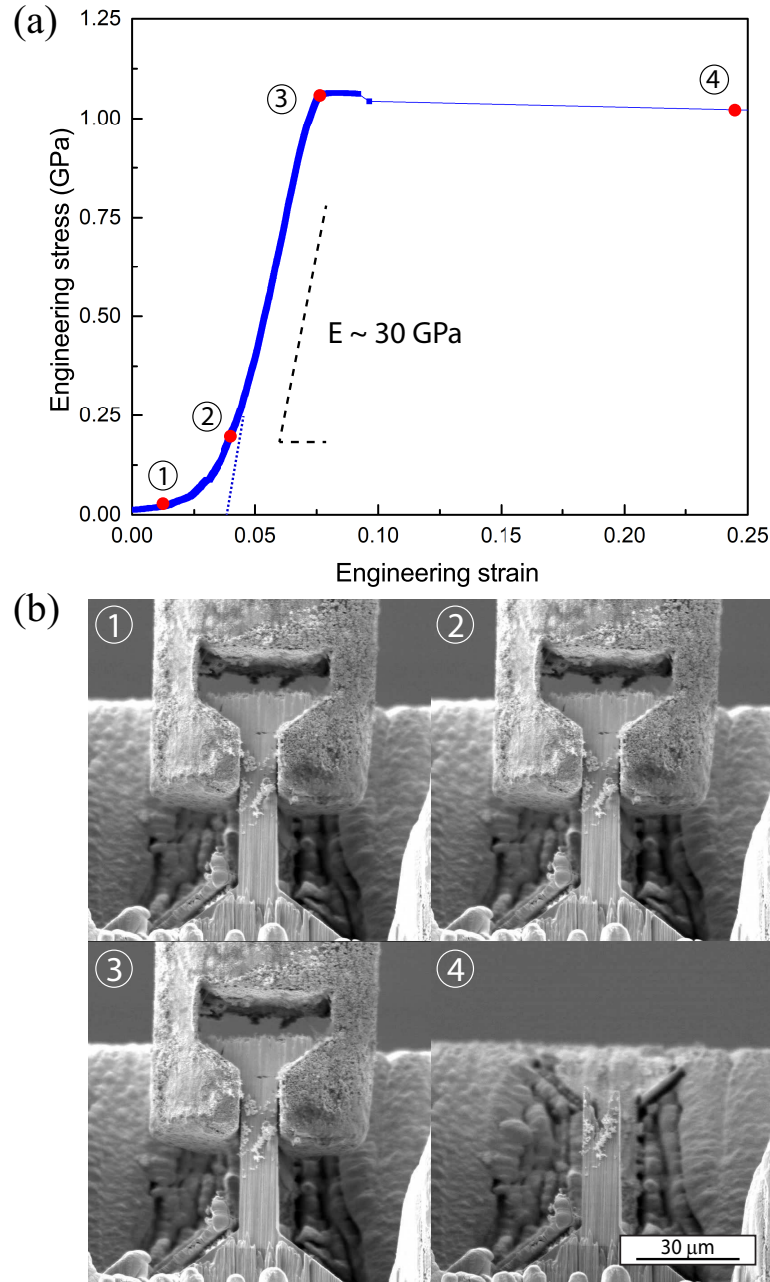 (a)
1.25
1.00
0.75
0.50
0.25
0.00
Engineering stress (GPa)
① ② ③ ④
E ~ 30 GPa
0.00 0.05 0.10 0.15 0.20 0.25
Engineering strain
(b)
① ②
③ ④
30 μm